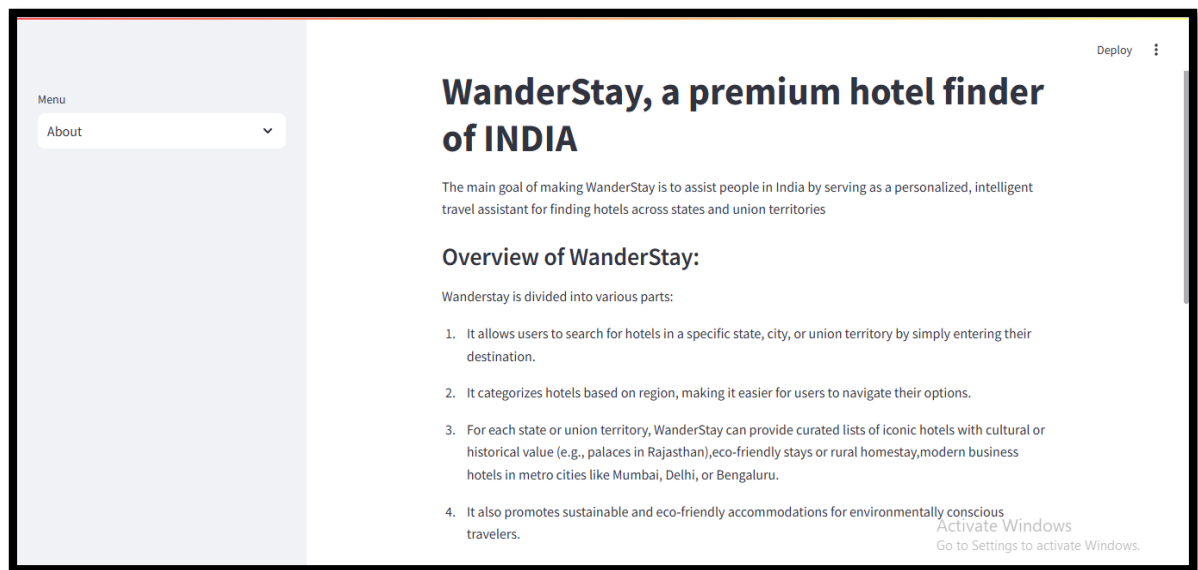 Deploy
Menu
About
WanderStay, a premium hotel finder
of INDIA
The main goal of making WanderStay is to assist people in India by serving as a personalized, intelligent
travel assistant for finding hotels across states and union territories
Overview of WanderStay:
Wanderstay is divided into various parts:
1. It allows users to search for hotels in a specific state, city, or union territory by simply entering their
destination.
2. It categorizes hotels based on region, making it easier for users to navigate their options.
3. For each state or union territory, WanderStay can provide curated lists of iconic hotels with cultural or
historical value (e.g., palaces in Rajasthan),eco-friendly stays or rural homestay,modern business
hotels in metro cities like Mumbai, Delhi, or Bengaluru.
4. It also promotes sustainable and eco-friendly accommodations for environmentally conscious
travelers.
Activate Windows
Go to Settings to activate Windows.